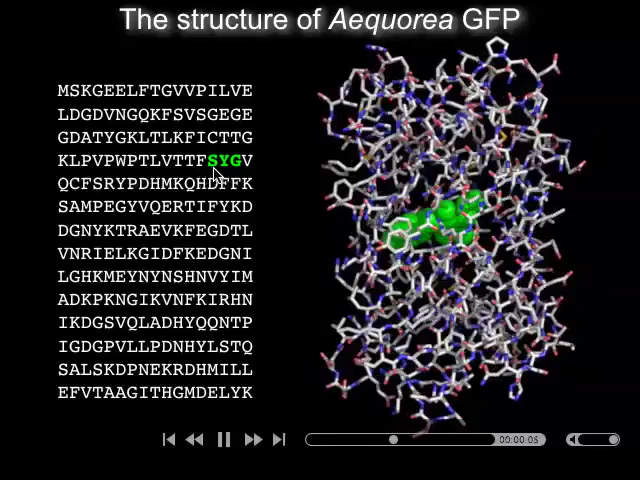 The structure of Aequorea GFP
MSKGEELFTGVVPILVE
LDGDVNGQKFSVSGEGE
GDATYGKLTLKFICTTG
KLPVPWPTLVTTFSYGV
QCFSRYPDHMKQHDFFK
SAMPEGYVQERTIFYKD
DGNYKTRAEVKFEGDTL
VNRIELKGIDFKEDGNI
LGHKMEYNYNSHNVYIM
ADKPKNGIKVNFKIRHN
IKDGSVQLADHYQQNTP
IGDGPVLLPDNHYLSTQ
SALSKDPNEKRDHMILL
EFVTAAGITHGMDELYK
00:00:05